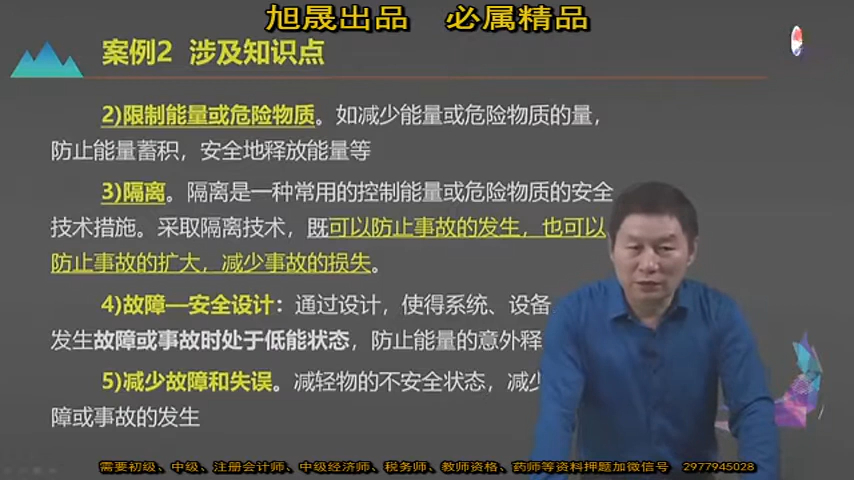 旭晟出品 必属精品
案例2 涉及知识点
2)限制能量或危险物质。如减少能量或危险物质的量，
防止能量蓄积，安全地释放能量等
3)隔离。隔离是一种常用的控制能量或危险物质的安全
技术措施。采取隔离技术，既可以防止事故的发生，也可以
防止事故的扩大，减少事故的损失。
4)故障—安全设计：通过设计，使得系统、设备
发生故障或事故时处于低能状态，防止能量的意外释
5)减少故障和失误。减轻物的不安全状态，减少
障或事故的发生
需要初级、中级、注册会计师、中级经济师、税务师、教师资格、药师等资料押题加微信号 2977945028